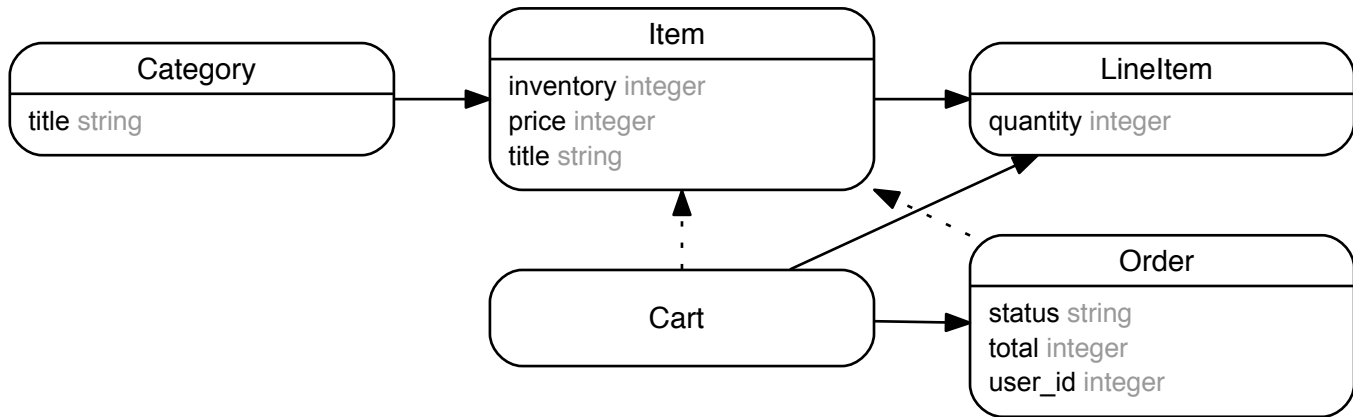 Category
title string
Item
inventory integer
price integer
title string
LineItem
quantity integer
Cart
Order
status string
total integer
user_id integer